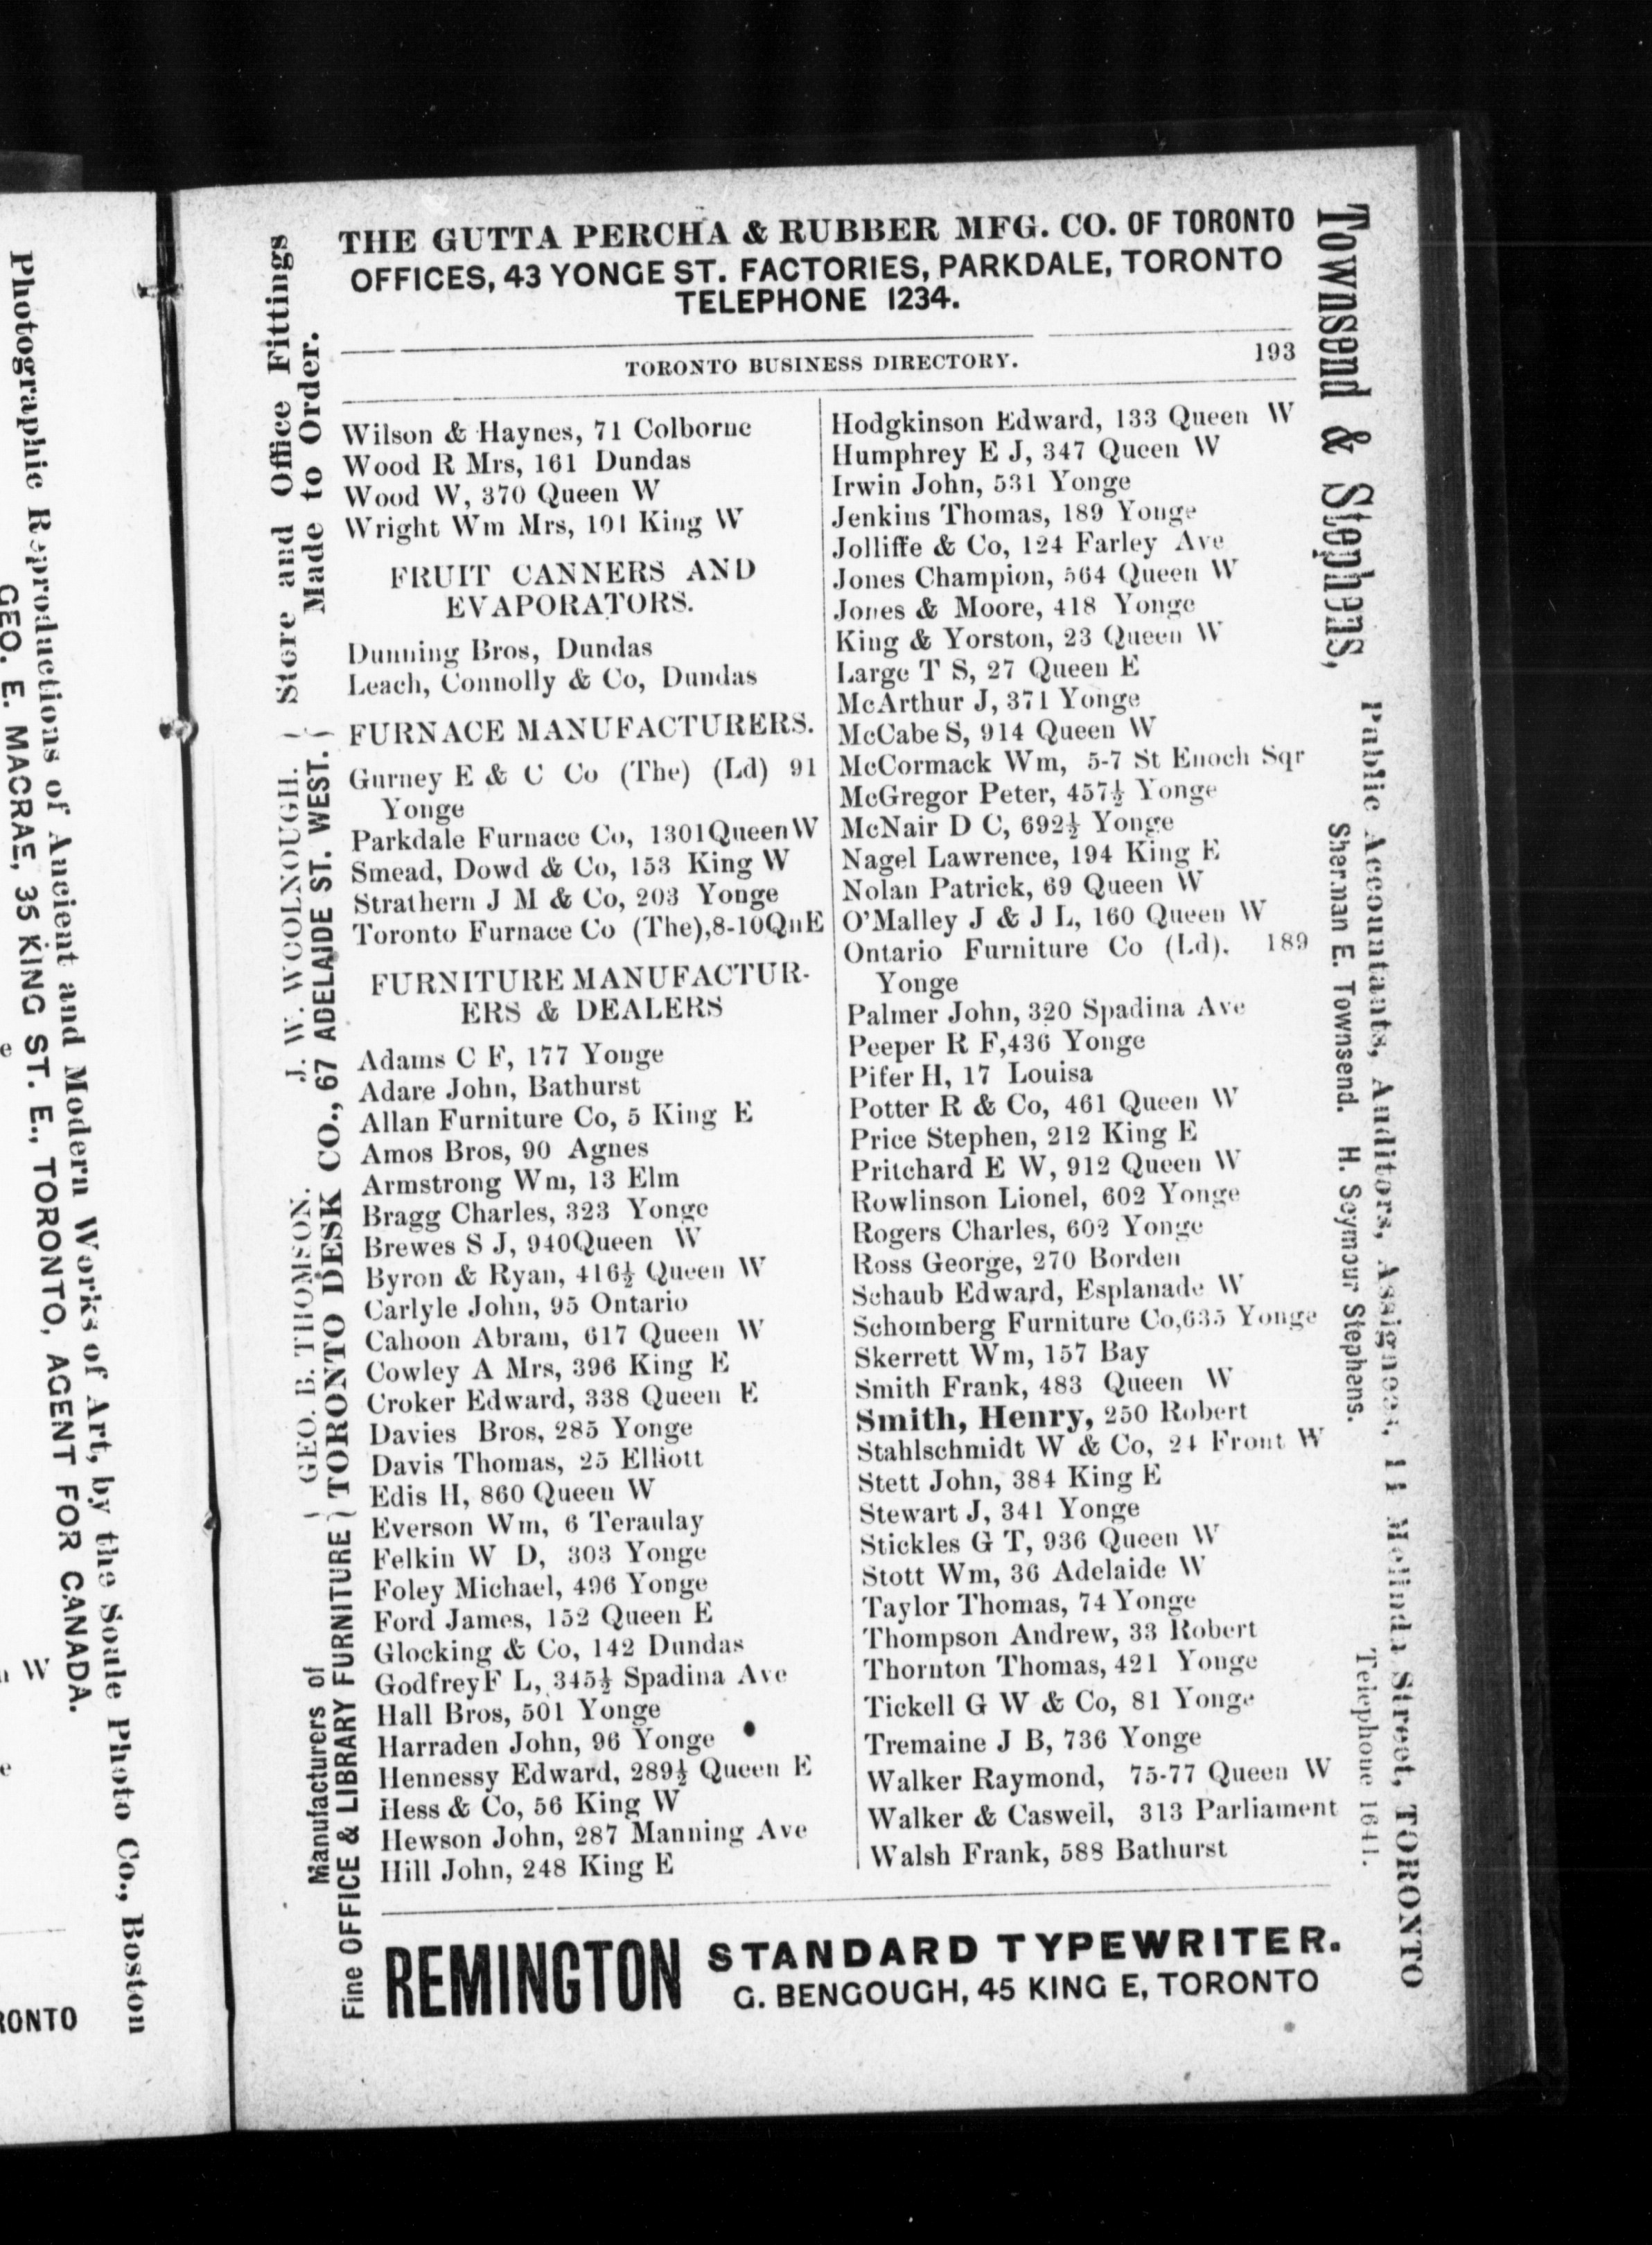 THE GUTTA PERCHA & RUBBER MFG. CO. OF TORONTO
OFFICES, 43 YONGE ST. FACTORIES, PARKDALE, TORONTO
TELEPHONE 1234.
TORONTO BUSINESS DIRECTORY. 193
Wilson & Haynes, 71 Colborne
Wood R Mrs, 161 Dundas
Wood W, 370 Queen W
Wright Wm Mrs, 101 King W
FRUIT CANNERS AND
EVAPORATORS.
Dunning Bros, Dundas
Leach, Connolly & Co, Dundas
FURNACE MANUFACTURERS.
Gurney E & C Co (The) (Ld) 91
Yonge
Parkdale Furnace Co, 1301QueenW
Smead, Dowd & Co, 153 King W
Strathern J M & Co, 203 Yonge
Toronto Furnace Co (The),8-10QnE
FURNITURE MANUFACTUR-
ERS & DEALERS
Adams C F, 177 Yonge
Adare John, Bathurst
Allan Furniture Co, 5 King E
Amos Bros, 90 Agnes
Armstrong Wm, 13 Elm
Bragg Charles, 323 Yonge
Brewes S J, 940Queen W
Byron & Ryan, 416½ Queen W
Carlyle John, 95 Ontario
Cahoon Abram, 617 Queen W
Cowley A Mrs, 396 King E
Croker Edward, 338 Queen E
Davies Bros, 285 Yonge
Davis Thomas, 25 Elliott
Edis H, 860 Queen W
Everson Wm, 6 Teraulay
Felkin W D, 303 Yonge
Foley Michael, 496 Yonge
Ford James, 152 Queen E
Glocking & Co, 142 Dundas
GodfreyF L, 345½ Spadina Ave
Hall Bros, 501 Yonge
Harraden John, 96 Yonge
Hennessy Edward, 289½ Queen E
Hess & Co, 56 King W
Hewson John, 287 Manning Ave
Hill John, 248 King E
Hodgkinson Edward, 133 Queen W
Humphrey E J, 347 Queen W
Irwin John, 531 Yonge
Jenkins Thomas, 189 Yonge
Jolliffe & Co, 124 Farley Ave
Jones Champion, 564 Queen W
Jones & Moore, 418 Yonge
King & Yorston, 23 Queen W
Large T S, 27 Queen E
McArthur J, 371 Yonge
McCabe S, 914 Queen W
McCormack Wm, 5-7 St Enoch Sqr
McGregor Peter, 457½ Yonge
McNair D C, 692½ Yonge
Nagel Lawrence, 194 King E
Nolan Patrick, 69 Queen W
O'Malley J & J L, 160 Queen W
Ontario Furniture Co (Ld), 189
Yonge
Palmer John, 320 Spadina Ave
Peeper R F,436 Yonge
Pifer H, 17 Louisa
Potter R & Co, 461 Queen W
Price Stephen, 212 King E
Pritchard E W, 912 Queen W
Rowlinson Lionel, 602 Yonge
Rogers Charles, 602 Yonge
Ross George, 270 Borden
Schaub Edward, Esplanade W
Schomberg Furniture Co,635 Yonge
Skerrett Wm, 157 Bay
Smith Frank, 483 Queen W
Smith, Henry, 250 Robert
Stahlschmidt W & Co, 24 Front W
Stett John, 384 King E
Stewart J, 341 Yonge
Stickles G T, 936 Queen W
Stott Wm, 36 Adelaide W
Taylor Thomas, 74 Yonge
Thompson Andrew, 33 Robert
Thornton Thomas, 421 Yonge
Tickell G W & Co, 81 Yonge
Tremaine J B, 736 Yonge
Walker Raymond, 75-77 Queen W
Walker & Caswell, 313 Parliament
Walsh Frank, 588 Bathurst
REMINGTON STANDARD TYPEWRITER.
G. BENGOUGH, 45 KING E, TORONTO
Manufacturers of
Fine OFFICE & LIBRARY FURNITURE
GEO. B. THOMSON. J. W. WOOLNOUGH.
TORONTO DESK CO., 67 ADELAIDE ST. WEST.
Store and Office Fittings
Made to Order.
Townsend & Stephens,
Public Accountants, Auditors, Assignees, 14 Melinda Street, TORONTO
Sherman E. Townsend. H. Seymour Stephens.
Telephone 1641.
Photographic Reproductions of Ancient and Modern Works of Art, by the Soule Photo Co., Boston
GEO. E. MACRAE, 35 KING ST. E., TORONTO, AGENT FOR CANADA.
W
RONTO